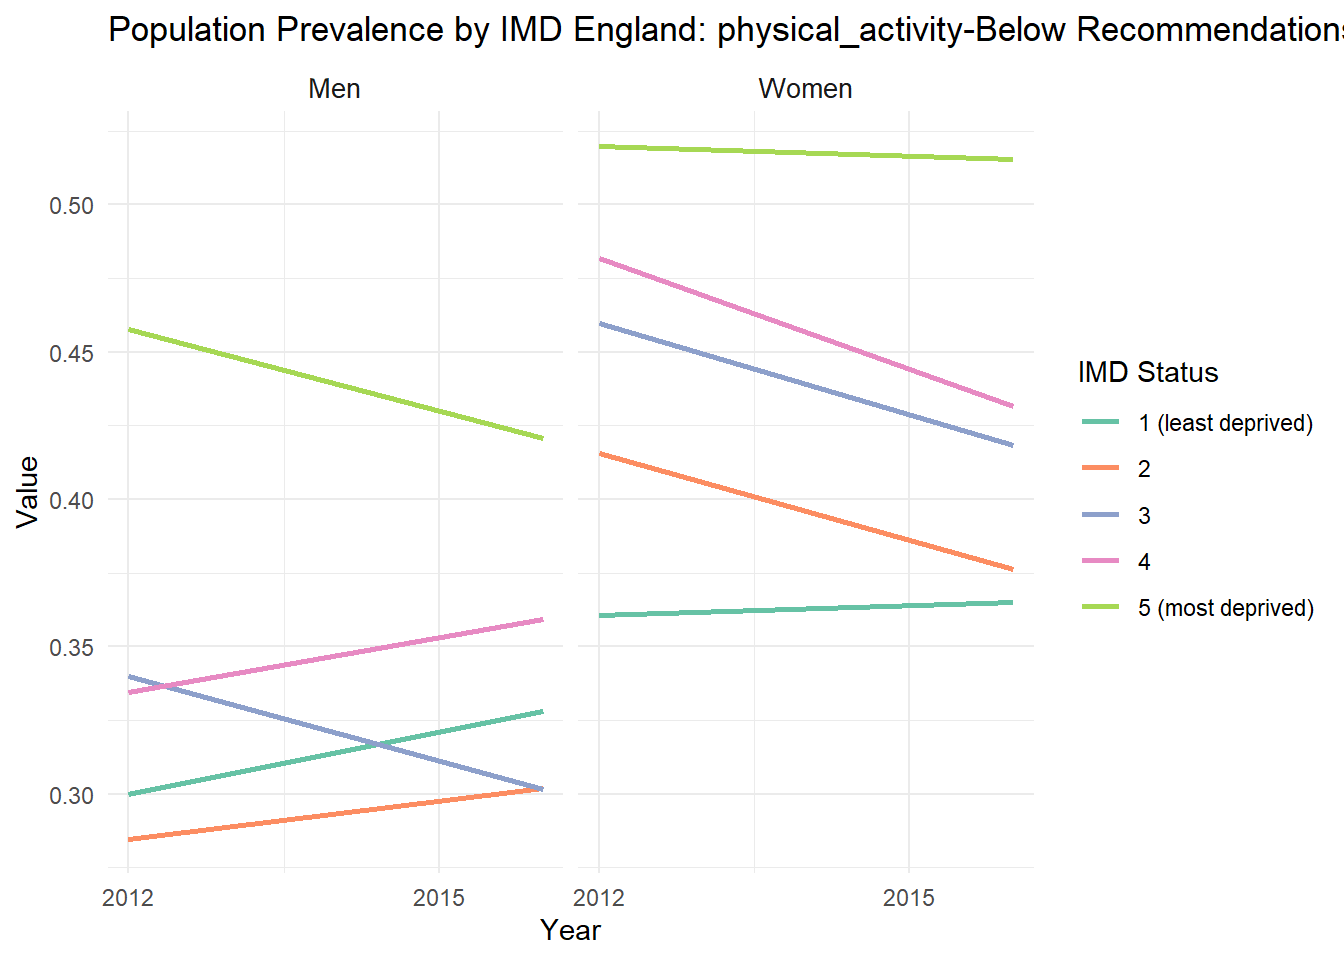 Population Prevalence by IMD England: physical_activity-Below Recommendations
Men
Women
0.50
0.45
0.40
0.35
0.30
Value
2012
2015
2012
2015
Year
IMD Status
1 (least deprived)
2
3
4
5 (most deprived)